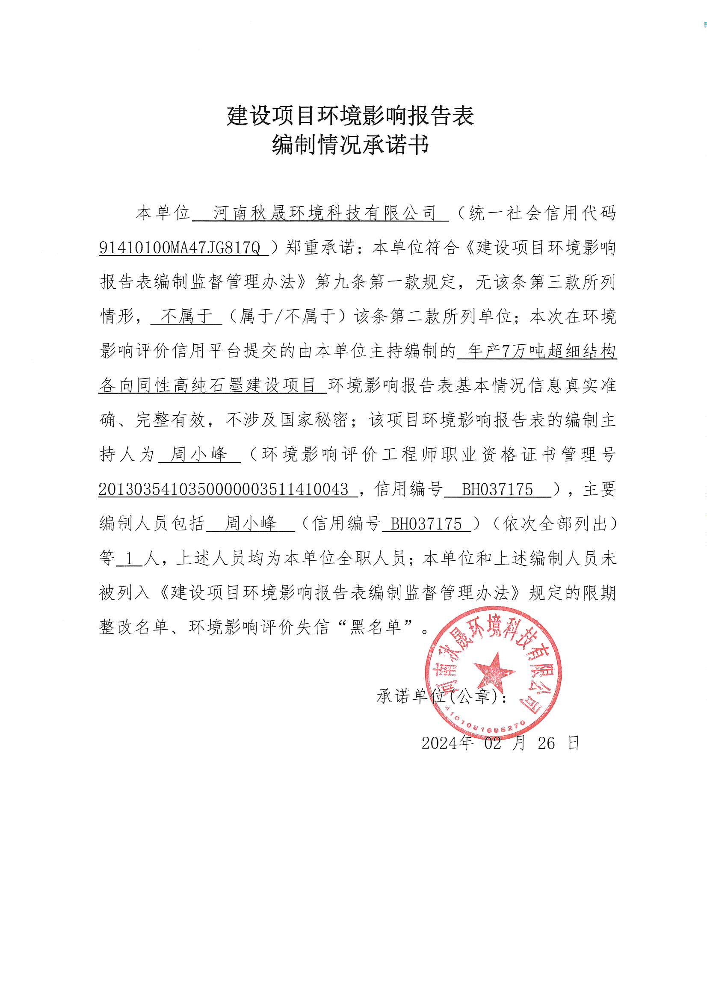 建设项目环境影响报告表
编制情况承诺书
本单位 河南秋晟环境科技有限公司 （统一社会信用代码
91410100MA47JG817Q ）郑重承诺：本单位符合《建设项目环境影响
报告表编制监督管理办法》第九条第一款规定，无该条第三款所列
情形， 不属于 （属于/不属于）该条第二款所列单位；本次在环境
影响评价信用平台提交的由本单位主持编制的 年产7万吨超细结构
各向同性高纯石墨建设项目 环境影响报告表基本情况信息真实准
确、完整有效，不涉及国家秘密；该项目环境影响报告表的编制主
持人为 周小峰 （环境影响评价工程师职业资格证书管理号
2013035410350000003511410043 ，信用编号 BH037175 ），主要
编制人员包括 周小峰 （信用编号 BH037175 ）（依次全部列出）
等 1 人，上述人员均为本单位全职人员；本单位和上述编制人员未
被列入《建设项目环境影响报告表编制监督管理办法》规定的限期
整改名单、环境影响评价失信“黑名单”。
河南秋晟环境科技有限公司
承诺单位(公章)：
2024年 02 月 26 日